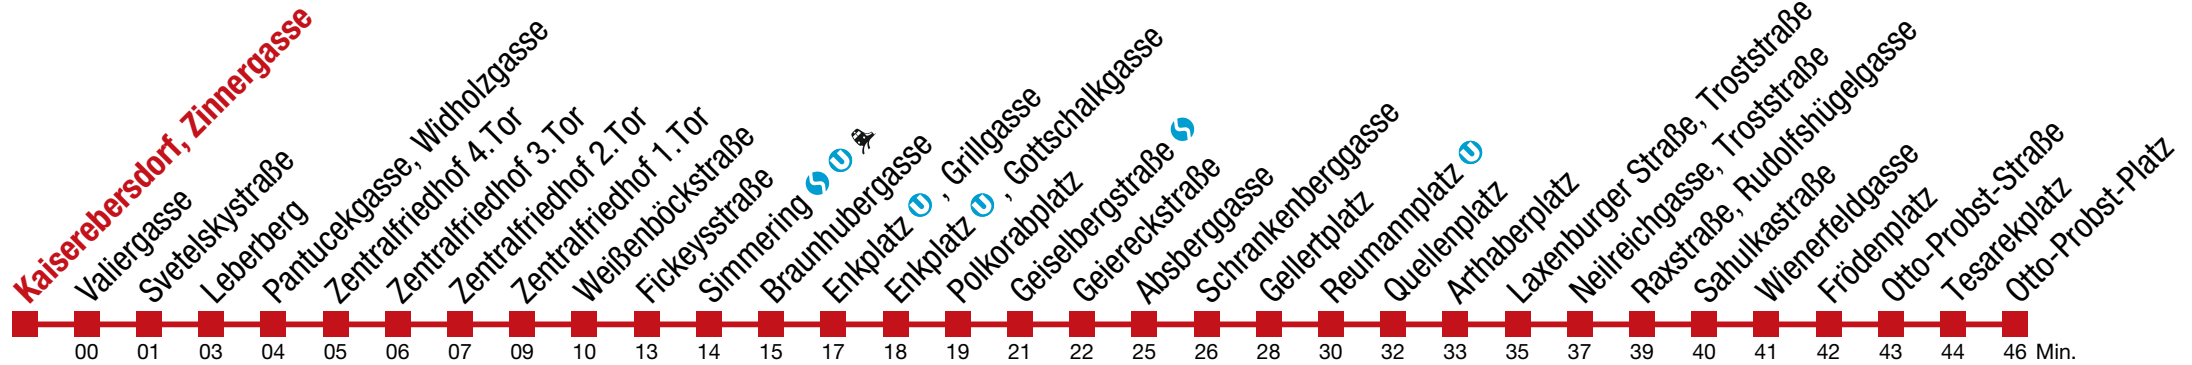 Kaiserebersdorf, Zinnergasse
Valiergasse
Svetelskystraße
Leberberg
Pantucekgasse, Widholzgasse
Zentralfriedhof 4.Tor
Zentralfriedhof 3.Tor
Zentralfriedhof 2.Tor
Zentralfriedhof 1.Tor
Weißenböckstraße
Fickeysstraße
Simmering S U
Braunhubergasse
Enkplatz U , Grillgasse
Enkplatz U , Gottschalkgasse
Polkorabplatz
Geiselbergstraße S
Geiereckstraße
Absberggasse
Schrankenberggasse
Gellertplatz
Reumannplatz U
Quellenplatz
Arthaberplatz
Laxenburger Straße, Troststraße
Neilreichgasse, Troststraße
Raxstraße, Rudolfshügelgasse
Sahulkastraße
Wienerfeldgasse
Frödenplatz
Otto-Probst-Straße
Tesarekplatz
Otto-Probst-Platz
00 01 03 04 05 06 07 09 10 13 14 15 17 18 19 21 22 25 26 28 30 32 33 35 37 39 40 41 42 43 44 46 Min.